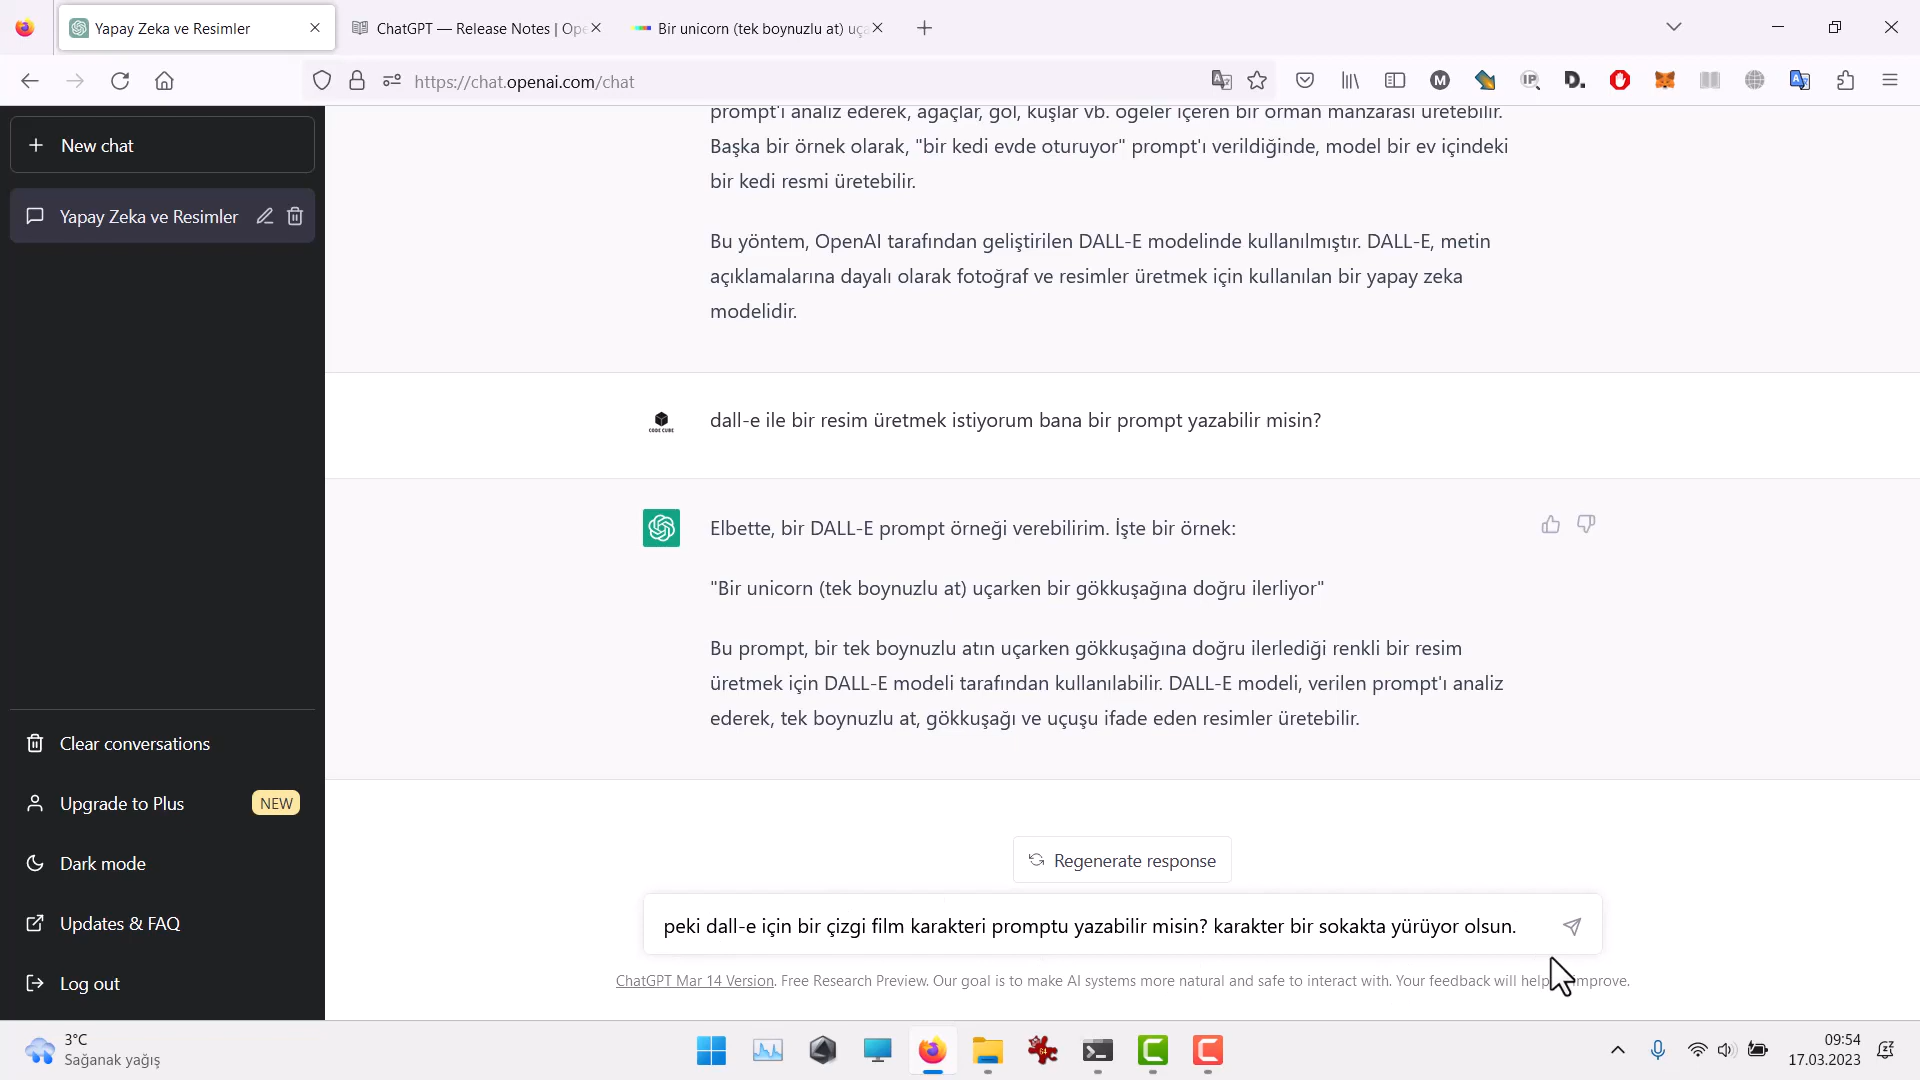 Yapay Zeka ve Resimler
ChatGPT — Release Notes | Ope
Bir unicorn (tek boynuzlu at) uça
https://chat.openai.com/chat
New chat
Yapay Zeka ve Resimler
prompt'ı analiz ederek, ağaçlar, göl, kuşlar vb. öğeler içeren bir orman manzarası üretebilir.
Başka bir örnek olarak, "bir kedi evde oturuyor" prompt'ı verildiğinde, model bir ev içindeki
bir kedi resmi üretebilir.
Bu yöntem, OpenAI tarafından geliştirilen DALL-E modelinde kullanılmıştır. DALL-E, metin
açıklamalarına dayalı olarak fotoğraf ve resimler üretmek için kullanılan bir yapay zeka
modelidir.
CODE CUBE
dall-e ile bir resim üretmek istiyorum bana bir prompt yazabilir misin?
Elbette, bir DALL-E prompt örneği verebilirim. İşte bir örnek:
"Bir unicorn (tek boynuzlu at) uçarken bir gökkuşağına doğru ilerliyor"
Bu prompt, bir tek boynuzlu atın uçarken gökkuşağına doğru ilerlediği renkli bir resim
üretmek için DALL-E modeli tarafından kullanılabilir. DALL-E modeli, verilen prompt'ı analiz
ederek, tek boynuzlu at, gökkuşağı ve uçuşu ifade eden resimler üretebilir.
Clear conversations
Upgrade to Plus
NEW
Dark mode
Updates & FAQ
Log out
Regenerate response
peki dall-e için bir çizgi film karakteri promptu yazabilir misin? karakter bir sokakta yürüyor olsun.
ChatGPT Mar 14 Version. Free Research Preview. Our goal is to make AI systems more natural and safe to interact with. Your feedback will help improve.
3°C
Sağanak yağış
09:54
17.03.2023